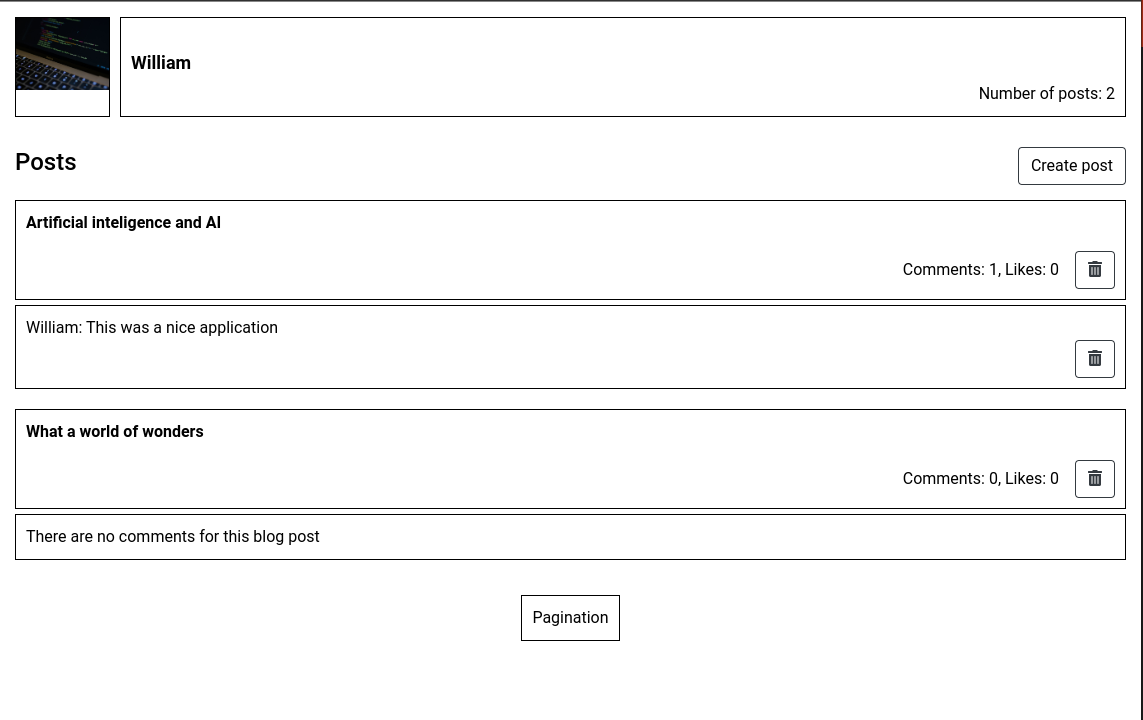 William
Number of posts: 2
Posts
Create post
Artificial inteligence and AI
Comments: 1, Likes: 0
William: This was a nice application
What a world of wonders
Comments: 0, Likes: 0
There are no comments for this blog post
Pagination